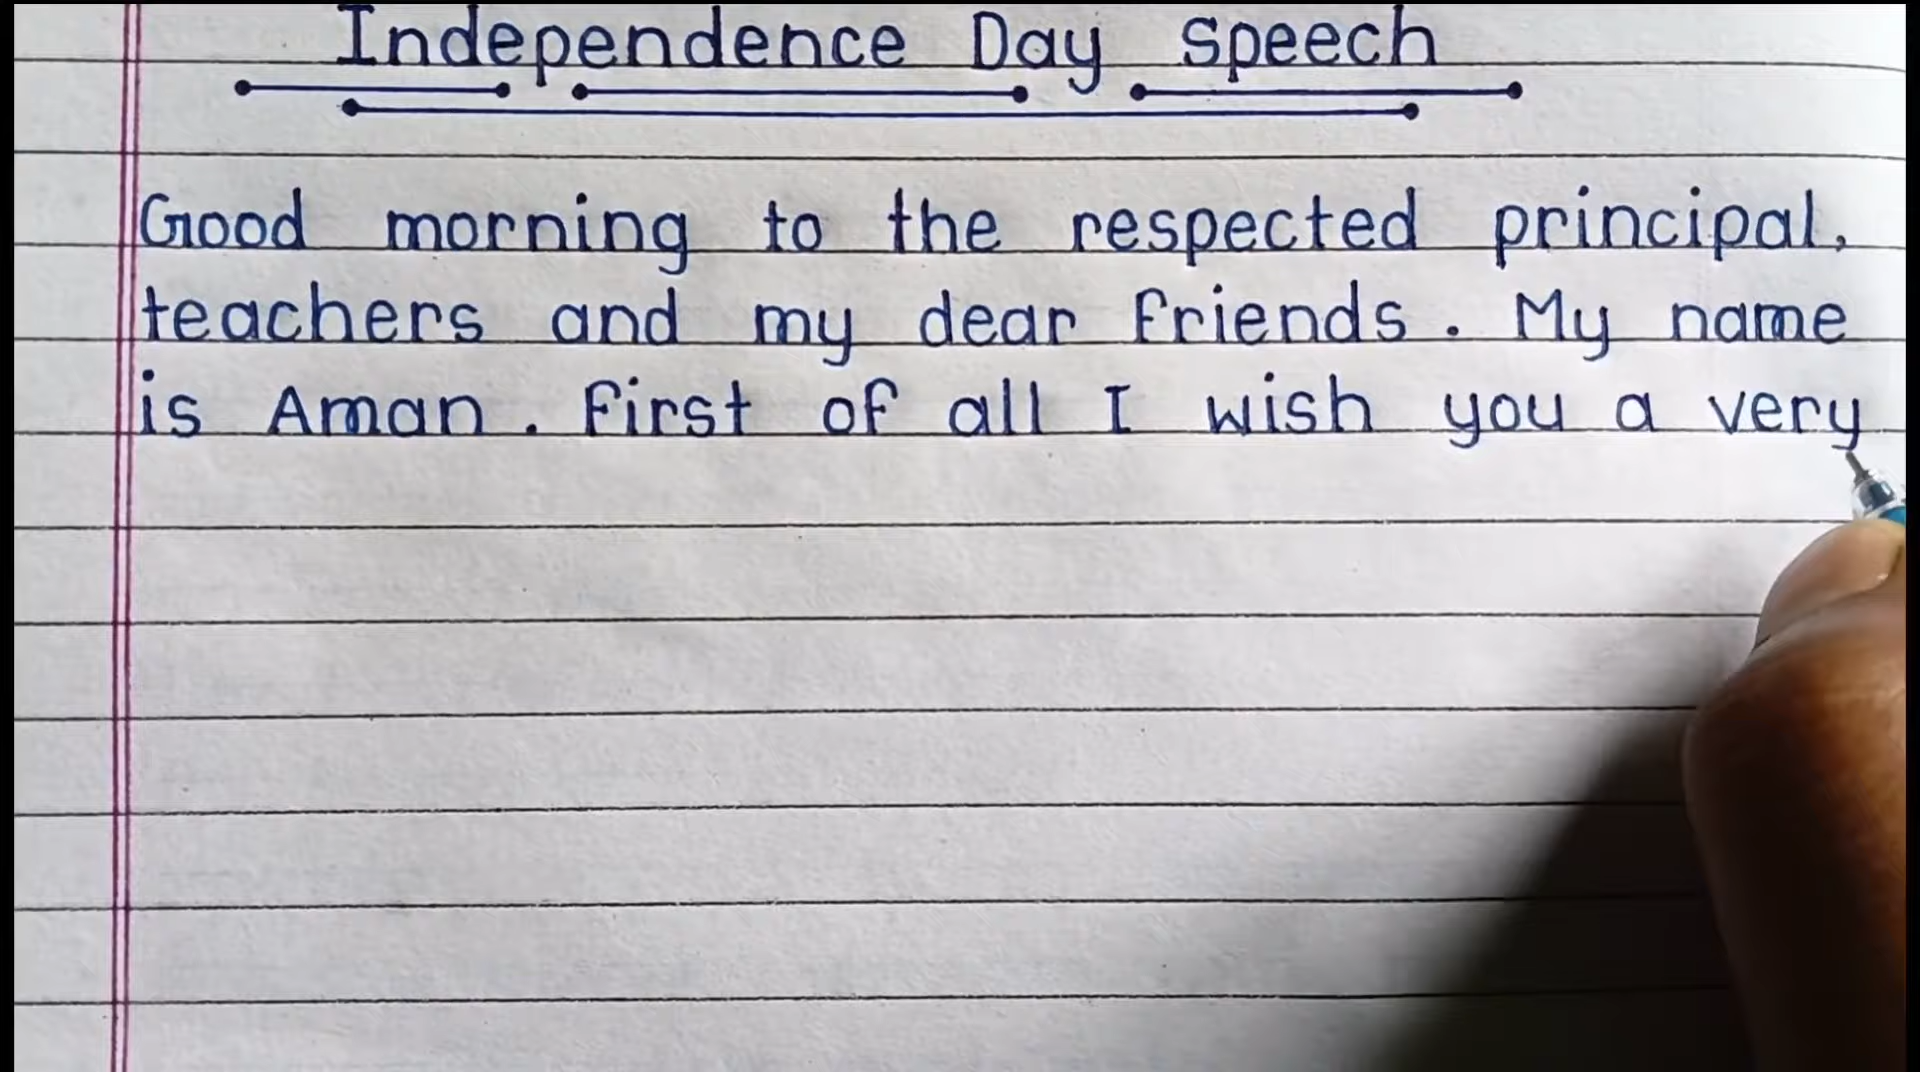 Independence Day speech
Good morning to the respected principal,
teachers and my dear friends. My name
is Aman. First of all I wish you a very